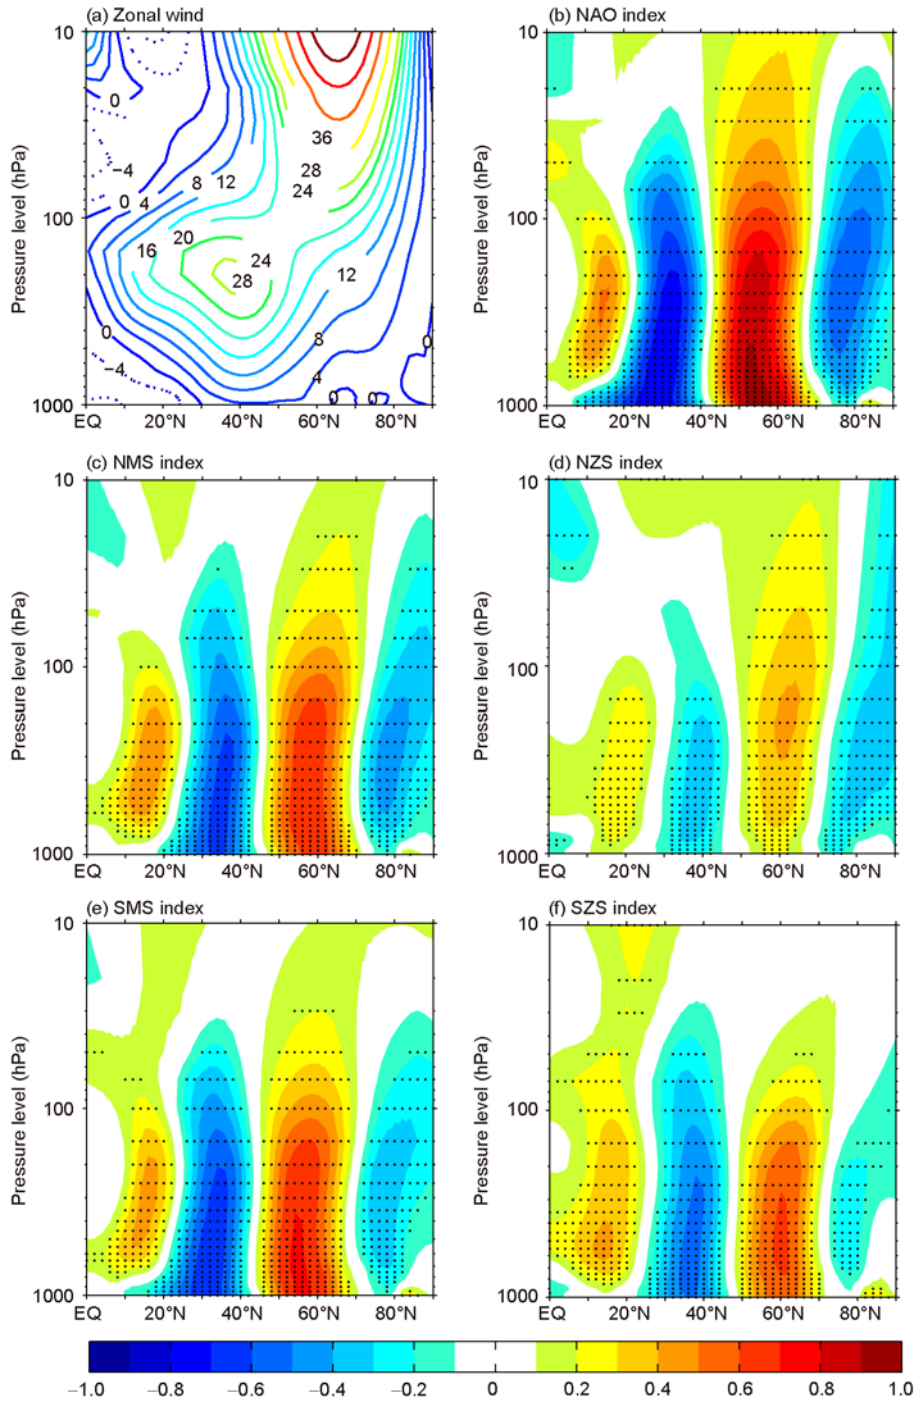 (a) Zonal wind
(b) NAO index
10
100
1000
Pressure level (hPa)
0
−4
0
4
8
12
36
28
24
16
20
24
28
12
0
−4
8
4
0
0
0
EQ 20°N 40°N 60°N 80°N
10
100
1000
Pressure level (hPa)
EQ 20°N 40°N 60°N 80°N
(c) NMS index
(d) NZS index
10
100
1000
Pressure level (hPa)
EQ 20°N 40°N 60°N 80°N
10
100
1000
Pressure level (hPa)
EQ 20°N 40°N 60°N 80°N
(e) SMS index
(f) SZS index
10
100
1000
Pressure level (hPa)
EQ 20°N 40°N 60°N 80°N
10
100
1000
Pressure level (hPa)
EQ 20°N 40°N 60°N 80°N
−1.0 −0.8 −0.6 −0.4 −0.2 0 0.2 0.4 0.6 0.8 1.0